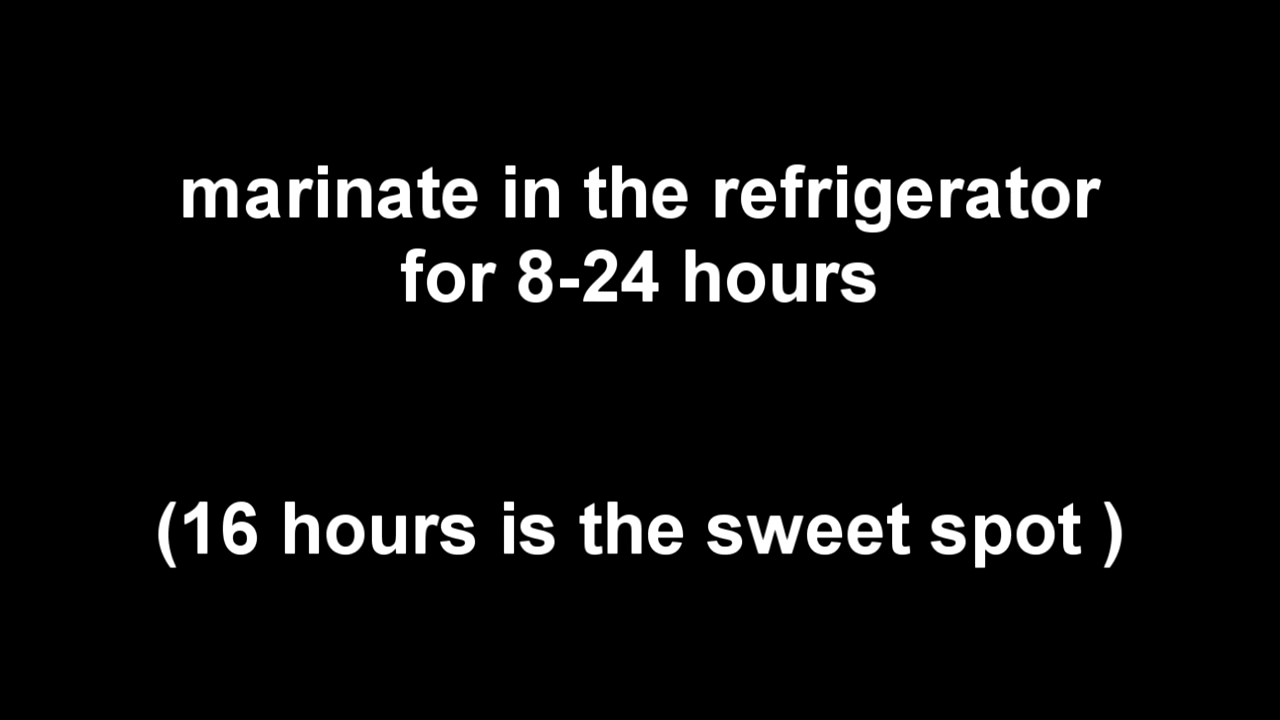 marinate in the refrigerator
for 8-24 hours
(16 hours is the sweet spot )